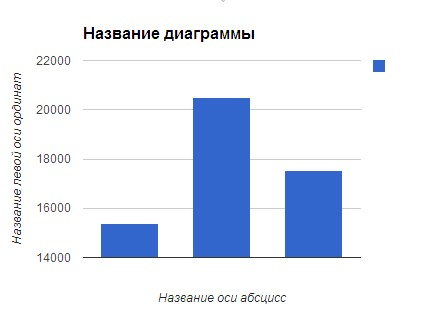 Название диаграммы
22000
20000
18000
16000
14000
Название левой оси ординат
Название оси абсцисс